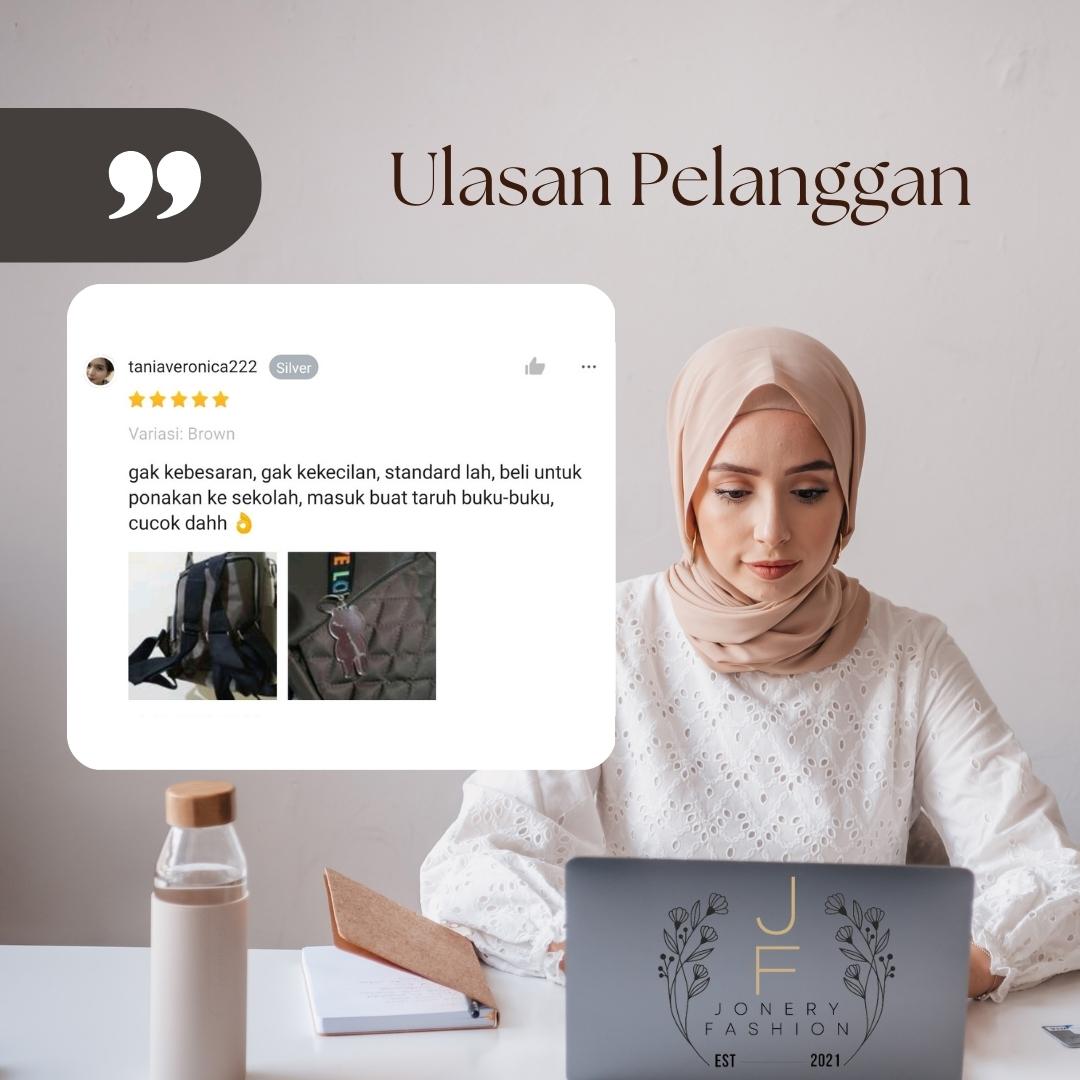 Ulasan Pelanggan
taniaveronica222 Silver
Variasi: Brown
gak kebesaran, gak kekecilan, standard lah, beli untuk
ponakan ke sekolah, masuk buat taruh buku-buku,
cucok dahh 👌
J
F
JONERY
FASHION
EST 2021